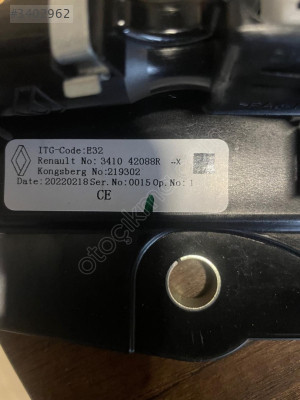 ITG-Code:E32
Renault No: 3410 42088R -X
Kongsberg No:219302
Date:20220218 Ser.No:0015 Op.No: 1
CE
otoçıkma